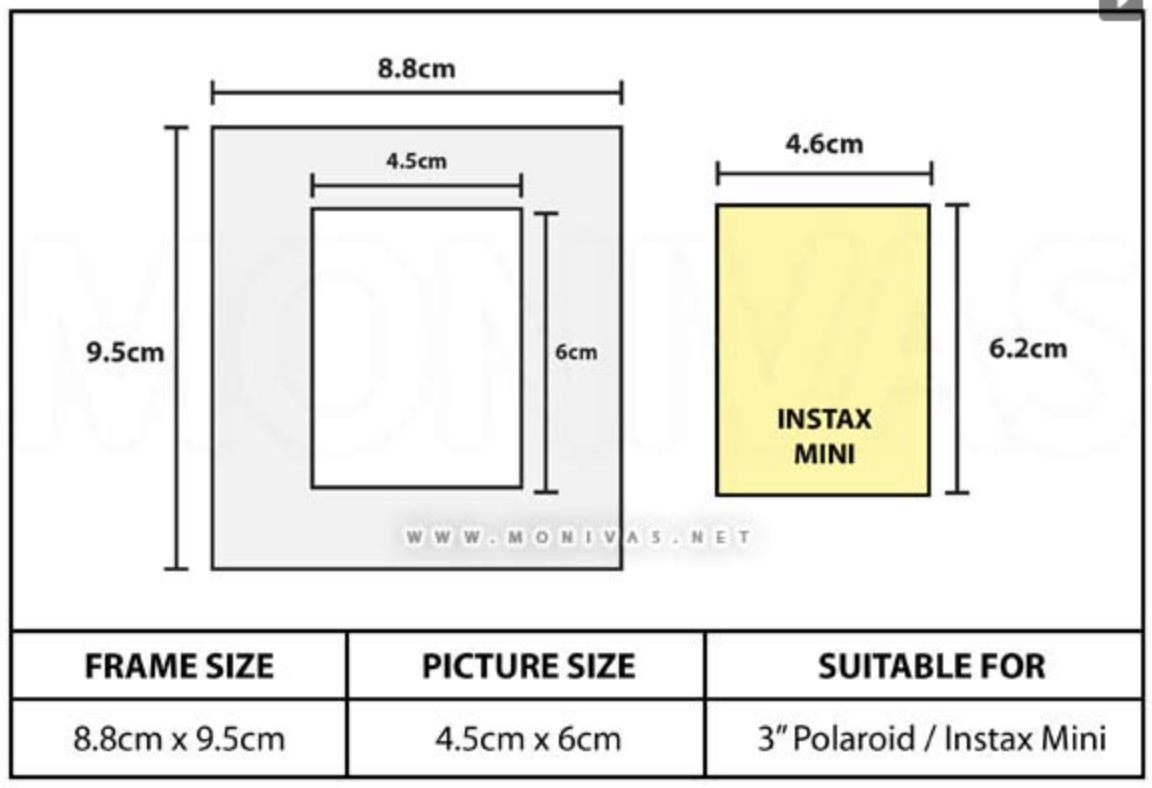 8.8cm
4.5cm
4.6cm
9.5cm
6cm
6.2cm
INSTAX
MINI
MONIVAS
WWW.MONIVAS.NET
FRAME SIZE PICTURE SIZE SUITABLE FOR
8.8cm x 9.5cm 4.5cm x 6cm 3” Polaroid / Instax Mini